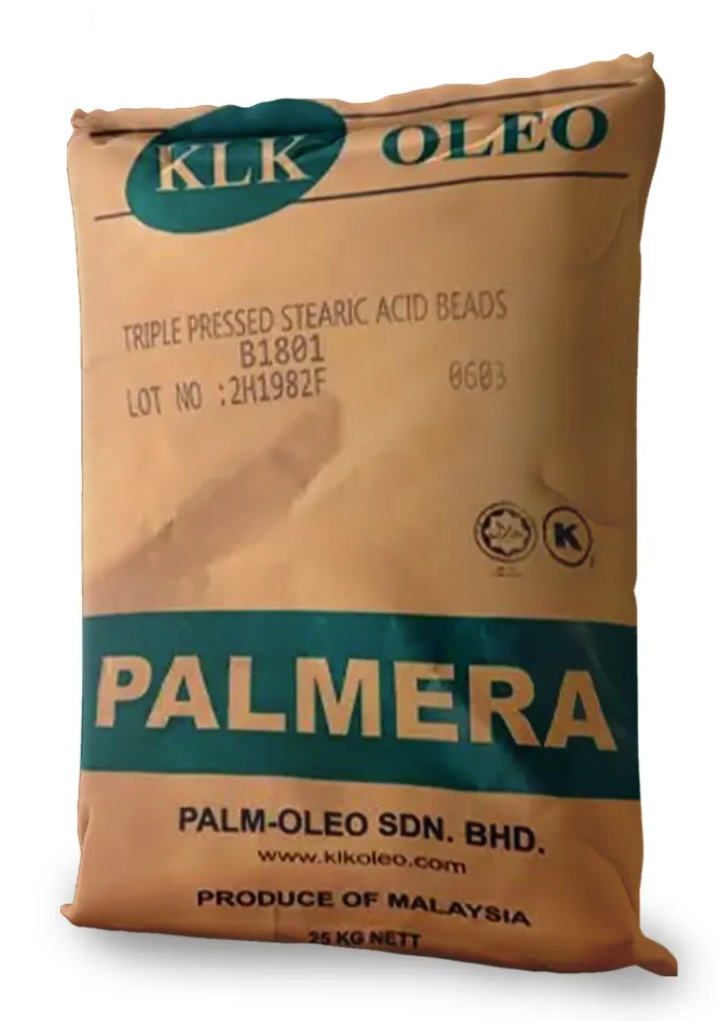 KLK OLEO
TRIPLE PRESSED STEARIC ACID BEADS
B1801
LOT NO :2H1982F 0603
K
PALMERA
PALM-OLEO SDN. BHD.
www.klkoleo.com
PRODUCE OF MALAYSIA
25 KG NETT